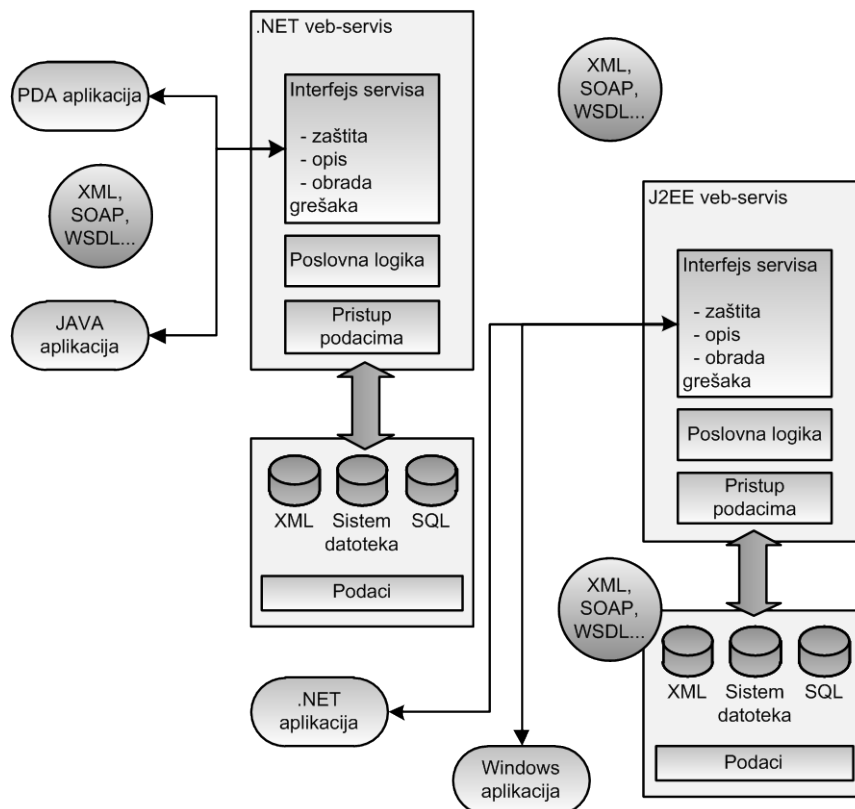 .NET veb-servis
PDA aplikacija
Interfejs servisa
- zaštita
- opis
- obrada
grešaka
XML,
SOAP,
WSDL...
Poslovna logika
JAVA
aplikacija
Pristup
podacima
XML
Sistem
datoteka
SQL
Podaci
XML,
SOAP,
WSDL...
J2EE veb-servis
Interfejs servisa
- zaštita
- opis
- obrada
grešaka
Poslovna logika
Pristup
podacima
XML,
SOAP,
WSDL...
XML
Sistem
datoteka
SQL
Podaci
.NET
aplikacija
Windows
aplikacija